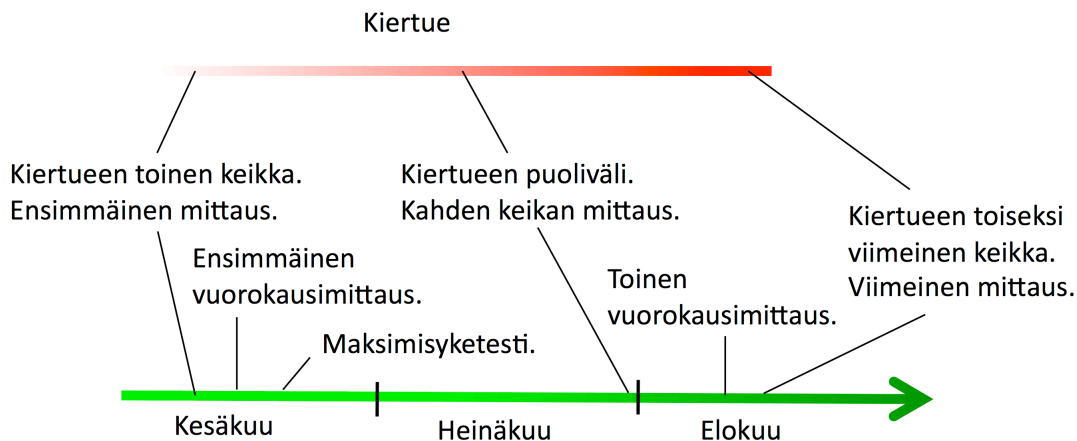 Kiertue
Kiertueen toinen keikka.
Ensimmäinen mittaus.
Kiertueen puoliväli.
Kahden keikan mittaus.
Kiertueen toiseksi
viimeinen keikka.
Viimeinen mittaus.
Ensimmäinen
vuorokausimittaus.
Toinen
vuorokausimittaus.
Maksimisyketesti.
Kesäkuu
Heinäkuu
Elokuu